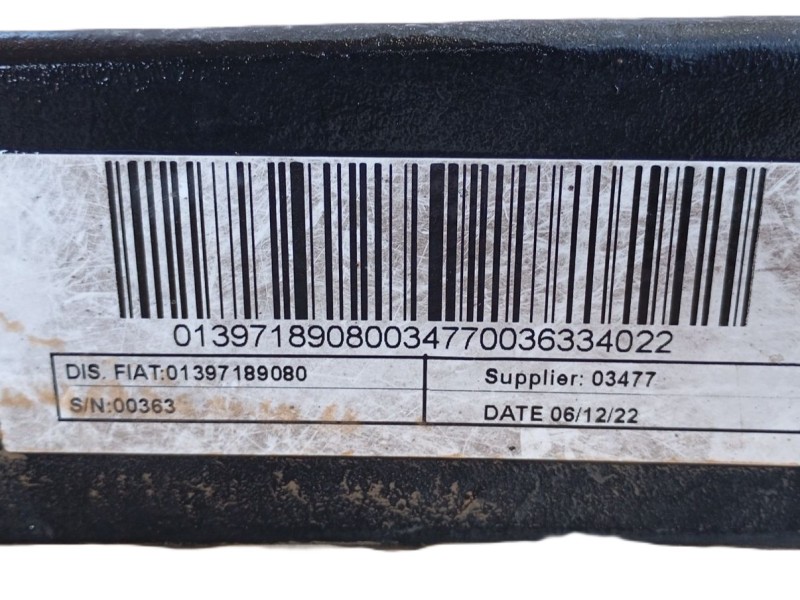 01397189080034770036334022
DIS. FIAT:01397189080
Supplier: 03477
S/N:00363
DATE 06/12/22